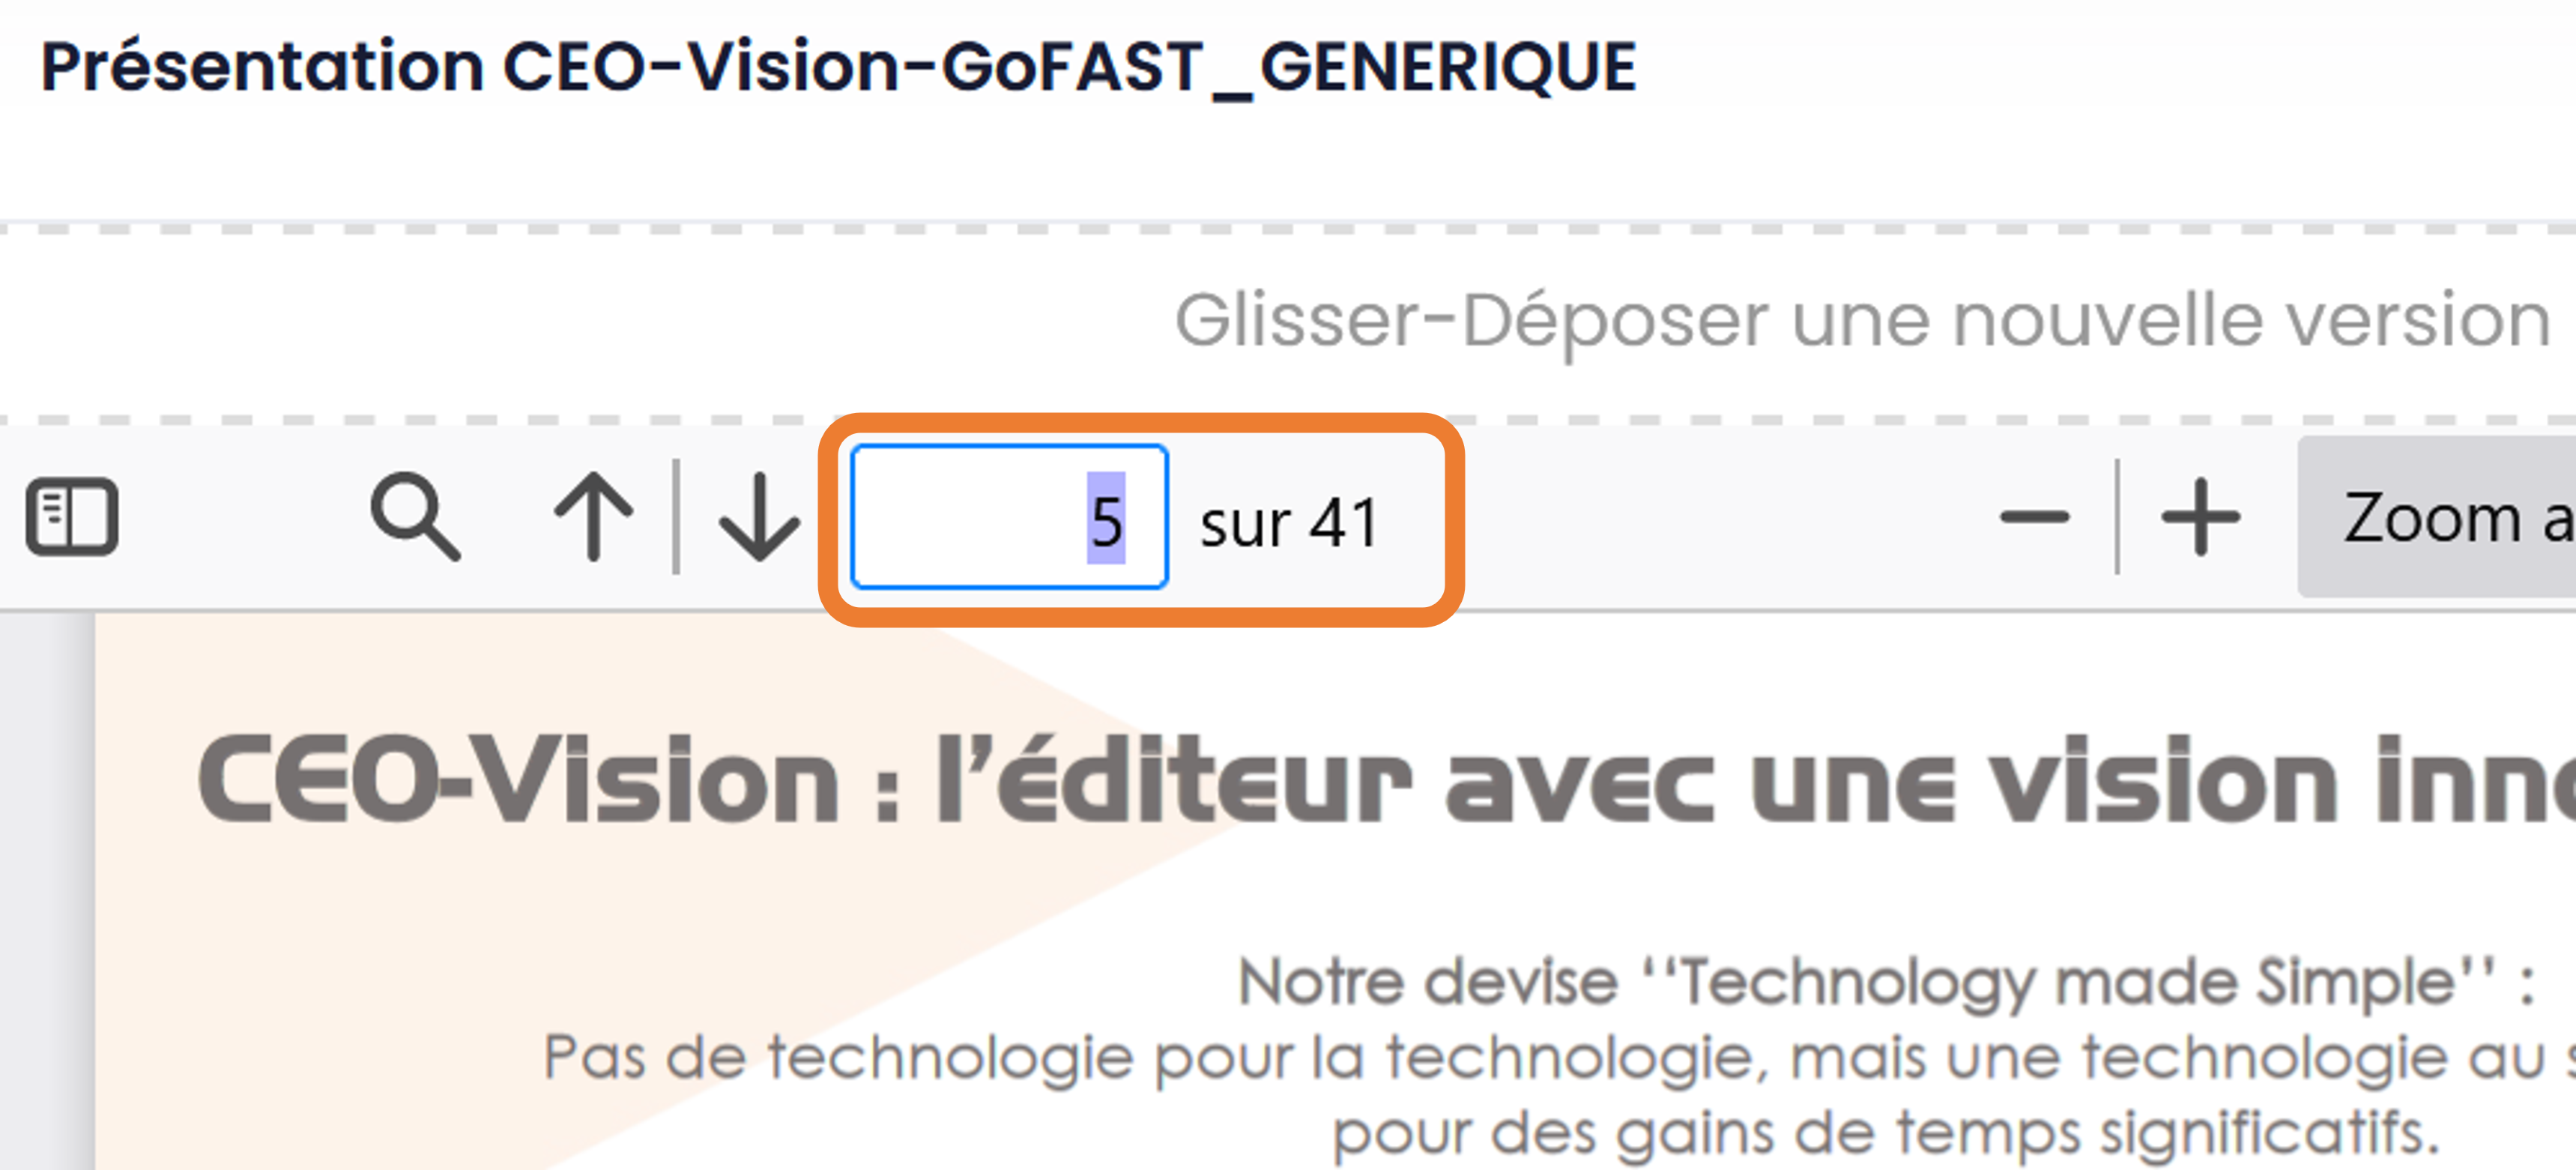 Présentation CEO-Vision-GoFAST_GENERIQUE
Glisser-Déposer une nouvelle version
5 sur 41
Zoom a
CEO-Vision : l’éditeur avec une vision inno
Notre devise ‘‘Technology made Simple’’ :
Pas de technologie pour la technologie, mais une technologie au s
pour des gains de temps significatifs.